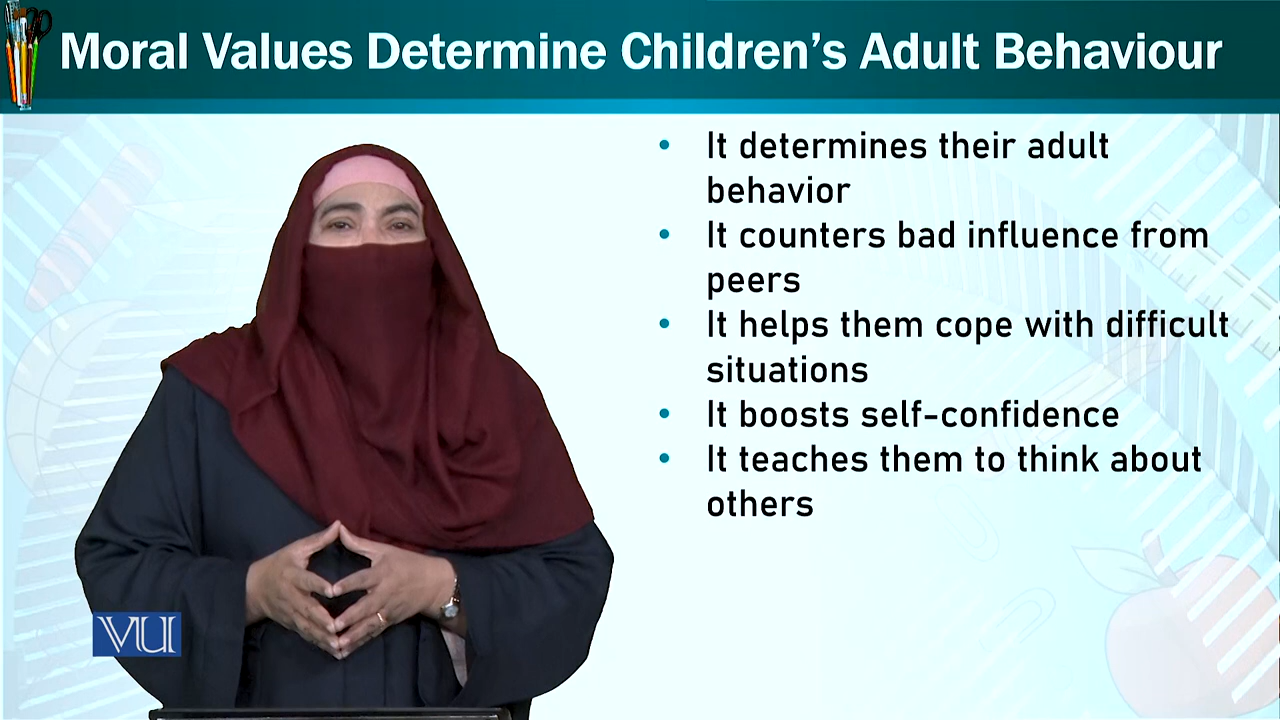 Moral Values Determine Children’s Adult Behaviour
• It determines their adult
behavior
• It counters bad influence from
peers
• It helps them cope with difficult
situations
• It boosts self-confidence
• It teaches them to think about
others
VU